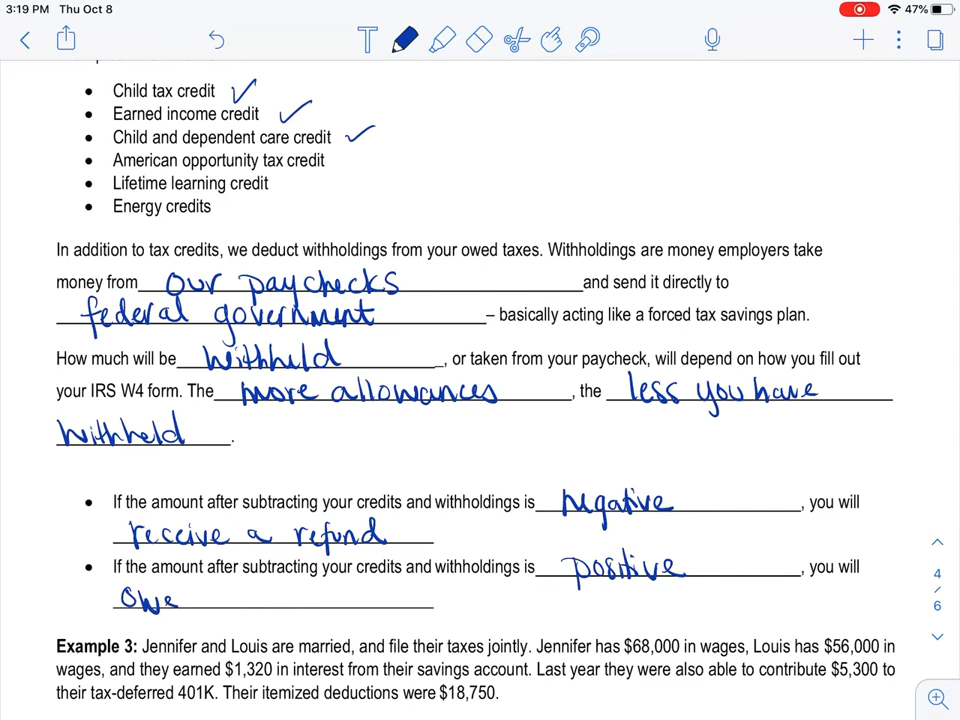 3:19 PM Thu Oct 8 47%
T
• Child tax credit ✓
• Earned income credit ✓
• Child and dependent care credit ✓
• American opportunity tax credit
• Lifetime learning credit
• Energy credits
In addition to tax credits, we deduct withholdings from your owed taxes. Withholdings are money employers take
money from our paychecks and send it directly to
federal government – basically acting like a forced tax savings plan.
How much will be withheld, or taken from your paycheck, will depend on how you fill out
your IRS W4 form. The more allowances, the less you have
withheld.
• If the amount after subtracting your credits and withholdings is negative, you will
receive a refund
• If the amount after subtracting your credits and withholdings is positive, you will
owe
4
/
6
Example 3: Jennifer and Louis are married, and file their taxes jointly. Jennifer has $68,000 in wages, Louis has $56,000 in
wages, and they earned $1,320 in interest from their savings account. Last year they were also able to contribute $5,300 to
their tax-deferred 401K. Their itemized deductions were $18,750.